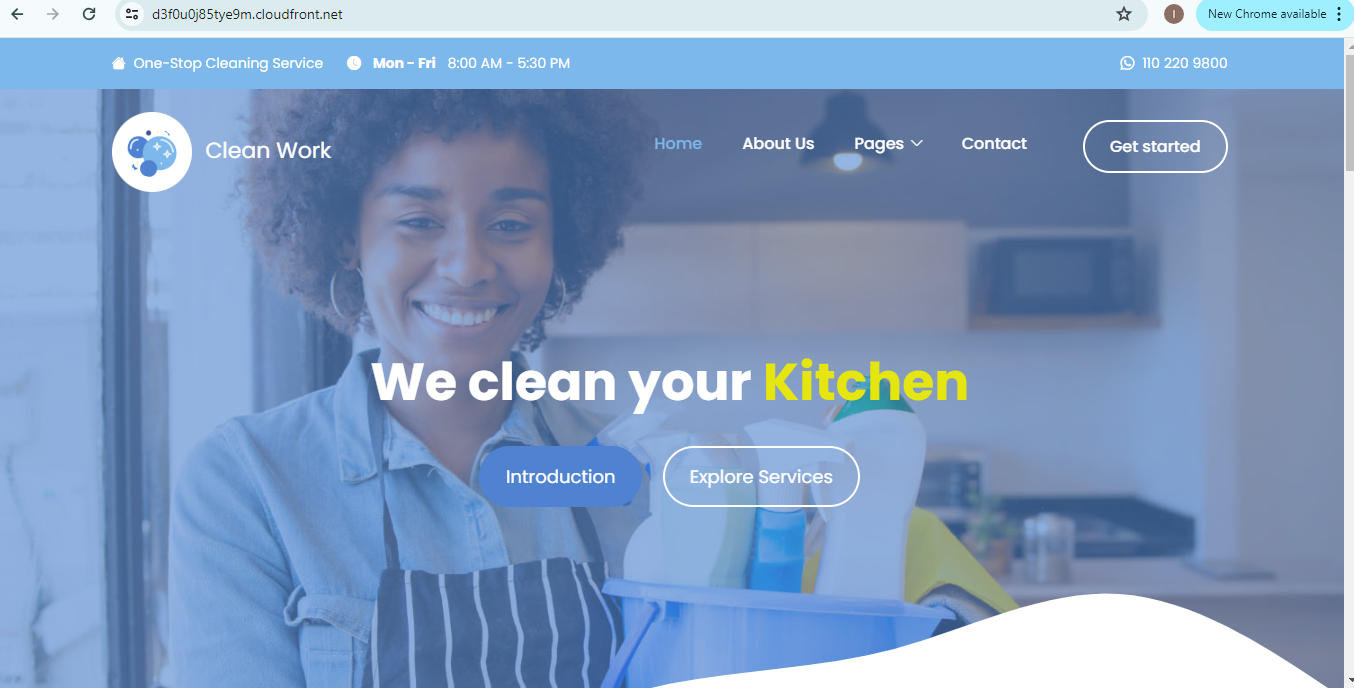 d3f0u0j85tye9m.cloudfront.net
I
New Chrome available
One-Stop Cleaning Service
Mon - Fri 8:00 AM - 5:30 PM
110 220 9800
Clean Work
Home
About Us
Pages
Contact
Get started
We clean your Kitchen
Introduction
Explore Services